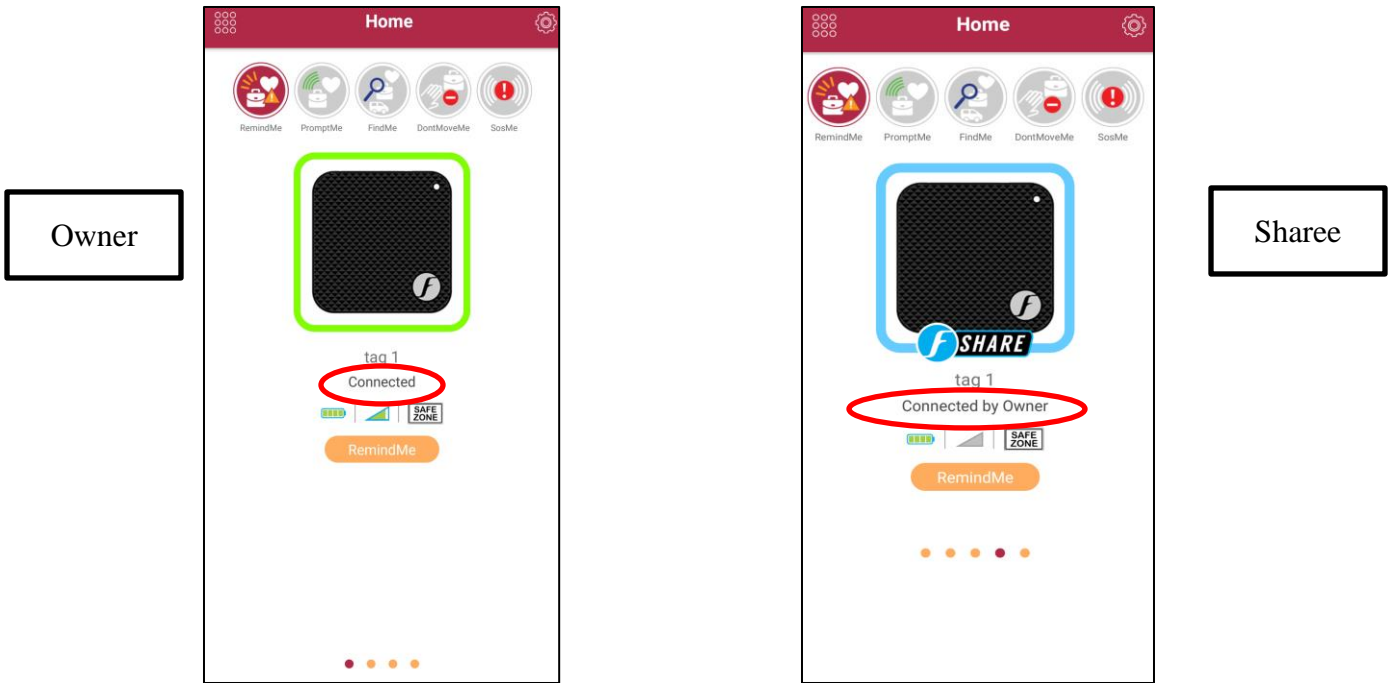 Home
RemindMe PromptMe FindMe DontMoveMe SosMe
Owner
tag 1
Connected
SAFE
ZONE
RemindMe
Home
RemindMe PromptMe FindMe DontMoveMe SosMe
Sharee
f SHARE
tag 1
Connected by Owner
SAFE
ZONE
RemindMe